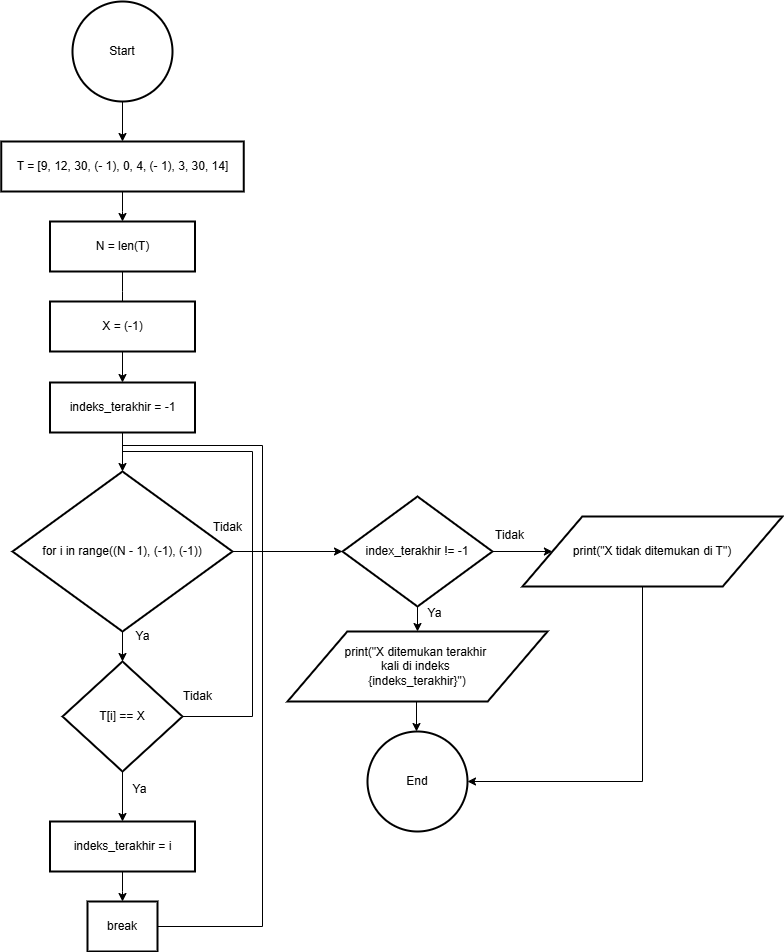 Start
T = [9, 12, 30, (- 1), 0, 4, (- 1), 3, 30, 14]
N = len(T)
X = (-1)
indeks_terakhir = -1
for i in range((N - 1), (-1), (-1))
Tidak
Ya
T[i] == X
Tidak
Ya
indeks_terakhir = i
break
index_terakhir != -1
Tidak
print("X tidak ditemukan di T")
Ya
print("X ditemukan terakhir
kali di indeks
{indeks_terakhir}")
End